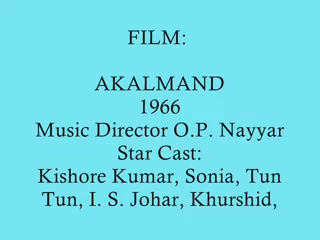 FILM:
AKALMAND
1966
Music Director O.P. Nayyar
Star Cast:
Kishore Kumar, Sonia, Tun
Tun, I. S. Johar, Khurshid,